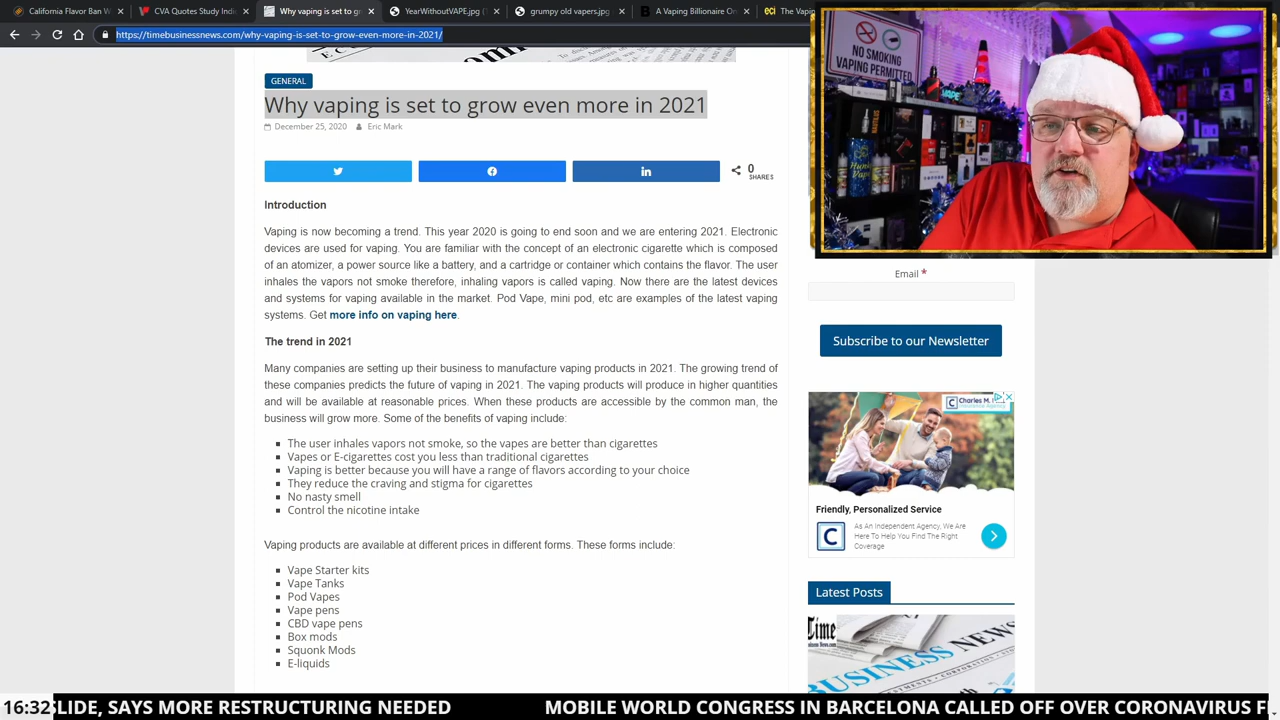 California Flavor Ban W
CVA Quotes Study Indi
Why vaping is set to g
YearWithoutVAPE.jpg (
grumpy old vapers.jpg
A Vaping Billionaire O
The Vap
https://timebusinessnews.com/why-vaping-is-set-to-grow-even-more-in-2021/
NO SMOKING
VAPING PERMITTED
VAPE
GENERAL
Why vaping is set to grow even more in 2021
December 25, 2020 Eric Mark
0
SHARES
Introduction
Vaping is now becoming a trend. This year 2020 is going to end soon and we are entering 2021. Electronic
devices are used for vaping. You are familiar with the concept of an electronic cigarette which is composed
of an atomizer, a power source like a battery, and a cartridge or container which contains the flavor. The user
inhales the vapors not smoke therefore, inhaling vapors is called vaping. Now there are the latest devices
and systems for vaping available in the market. Pod Vape, mini pod, etc are examples of the latest vaping
systems. Get more info on vaping here.
The trend in 2021
Many companies are setting up their business to manufacture vaping products in 2021. The growing trend of
these companies predicts the future of vaping in 2021. The vaping products will produce in higher quantities
and will be available at reasonable prices. When these products are accessible by the common man, the
business will grow more. Some of the benefits of vaping include:
The user inhales vapors not smoke, so the vapes are better than cigarettes
Vapes or E-cigarettes cost you less than traditional cigarettes
Vaping is better because you will have a range of flavors according to your choice
They reduce the craving and stigma for cigarettes
No nasty smell
Control the nicotine intake
Vaping products are available at different prices in different forms. These forms include:
Vape Starter kits
Vape Tanks
Pod Vapes
Vape pens
CBD vape pens
Box mods
Squonk Mods
E-liquids
Email *
Subscribe to our Newsletter
Charles M.
Insurance Agency
Friendly, Personalized Service
As An Independent Agency, We Are
Here To Help You Find The Right
Coverage
Latest Posts
Time
BUSINESS NEWS
16:32 LIDE, SAYS MORE RESTRUCTURING NEEDED MOBILE WORLD CONGRESS IN BARCELONA CALLED OFF OVER CORONAVIRUS F